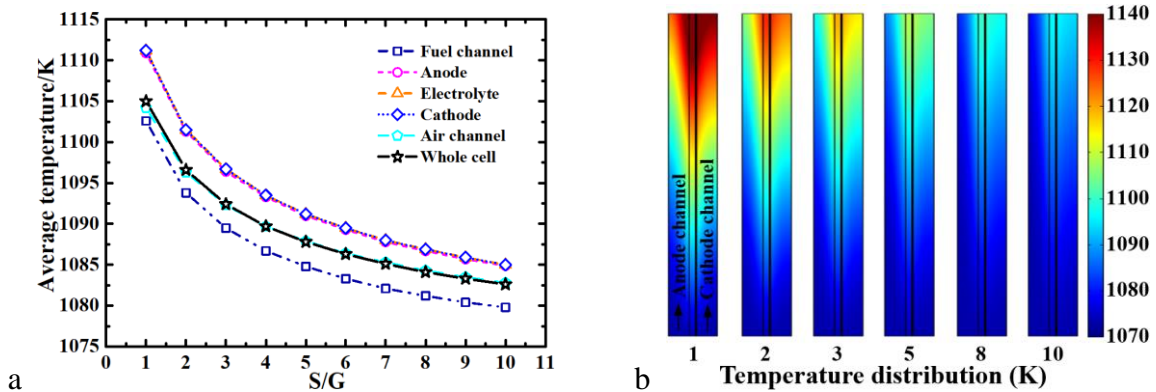 1115
1110
1105
1100
1095
1090
1085
1080
1075
Average temperature/K
Fuel channel
Anode
Electrolyte
Cathode
Air channel
Whole cell
0 1 2 3 4 5 6 7 8 9 10 11
S/G
a
Anode channel
Cathode channel
1 2 3 5 8 10
Temperature distribution (K)
b
1140
1130
1120
1110
1100
1090
1080
1070